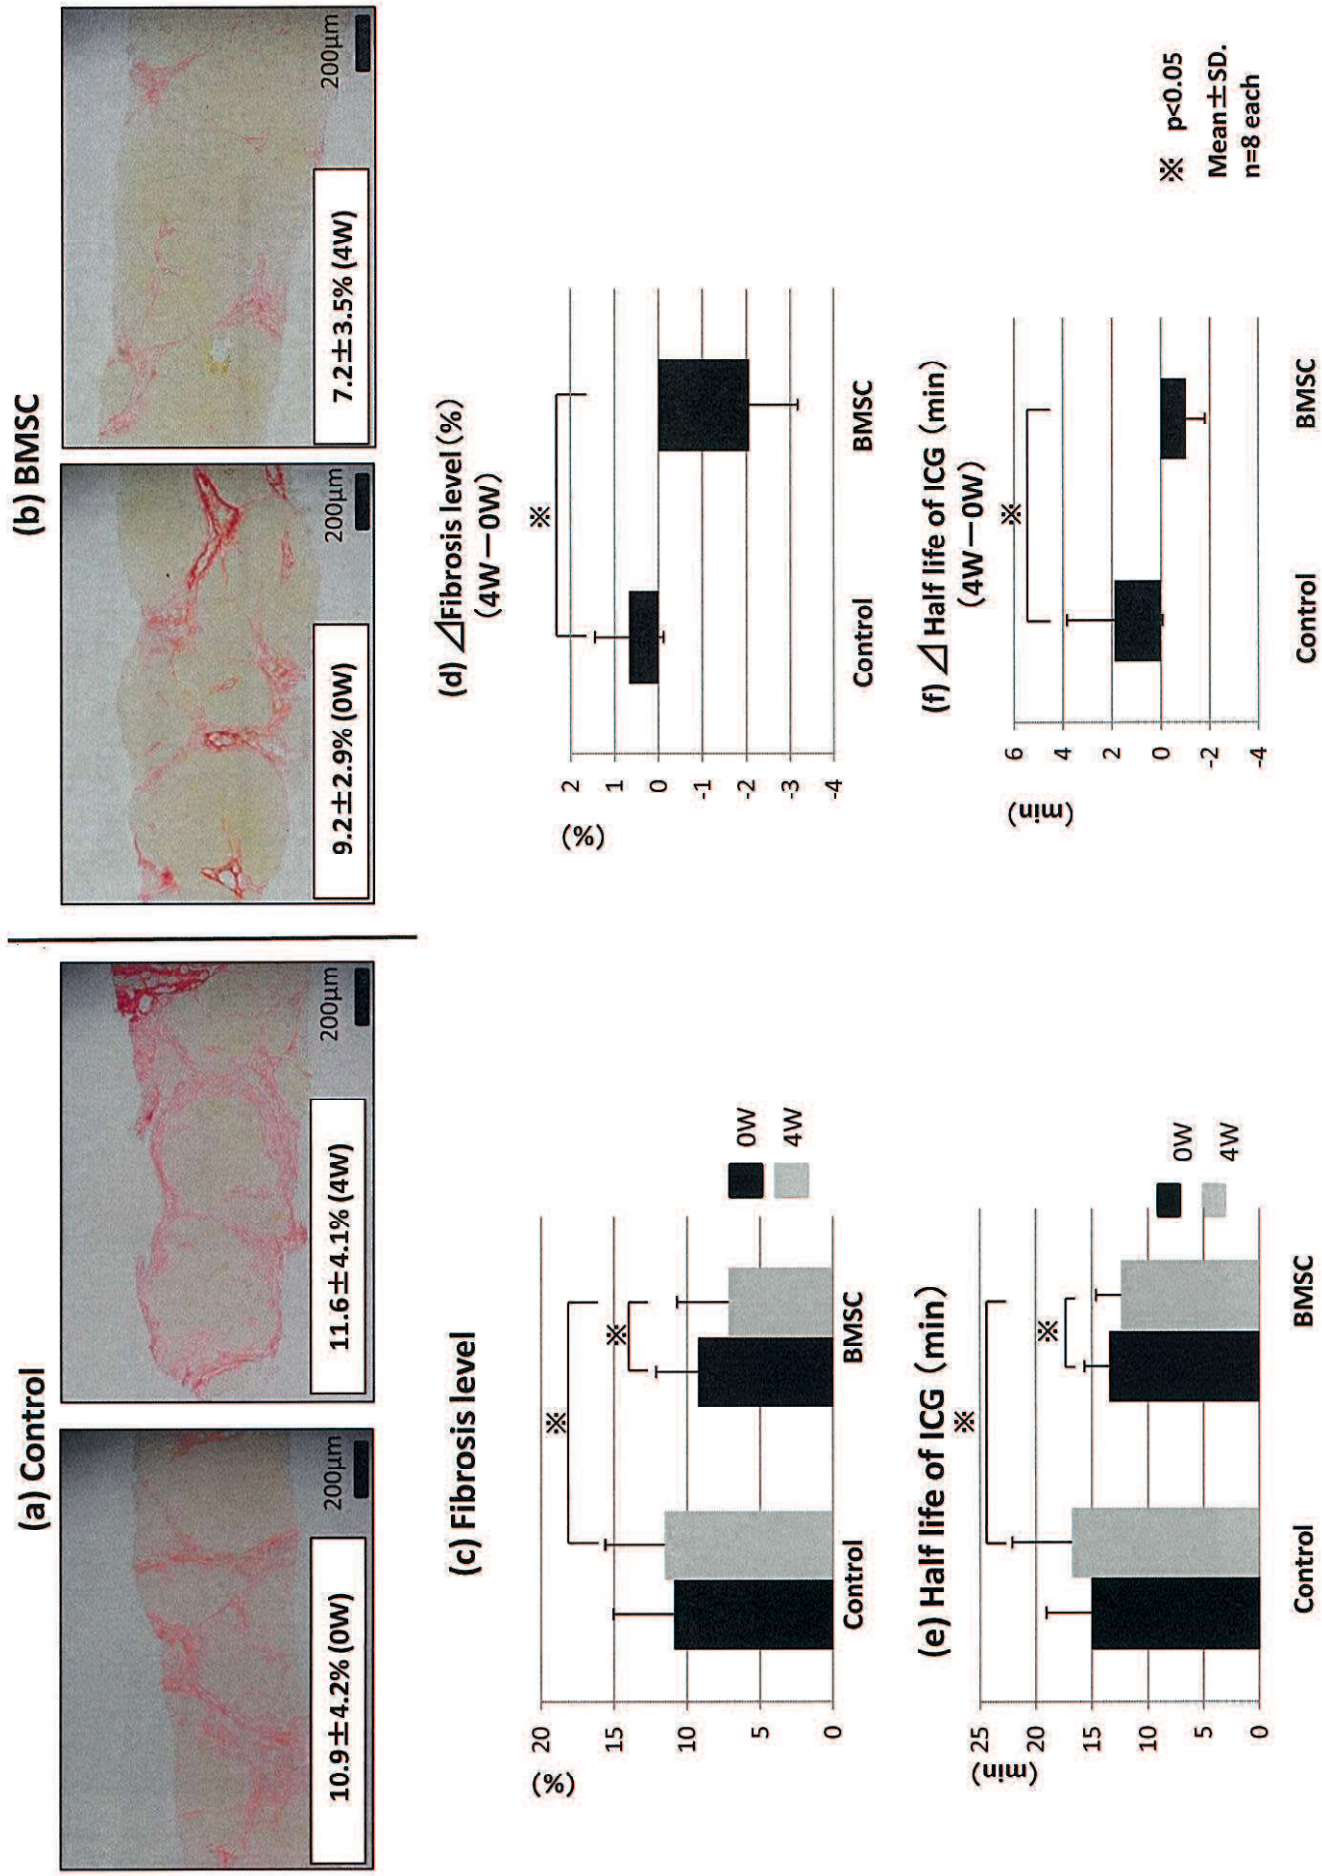 (a) Control
(b) BMSC
200μm
10.9±4.2% (0W)
200μm
11.6±4.1% (4W)
200μm
9.2±2.9% (0W)
200μm
7.2±3.5% (4W)
(c) Fibrosis level
(%)
20
15
10
5
0
※
※
Control
BMSC
0W
4W
(d) ⊿Fibrosis level (%)
(4W－0W)
(%)
2
1
0
-1
-2
-3
-4
※
Control
BMSC
(e) Half life of ICG (min)
(min)
25
20
15
10
5
0
※
※
Control
BMSC
0W
4W
(f) ⊿ Half life of ICG (min)
(4W－0W)
(min)
6
4
2
0
-2
-4
※
Control
BMSC
※ p<0.05
Mean±SD.
n=8 each